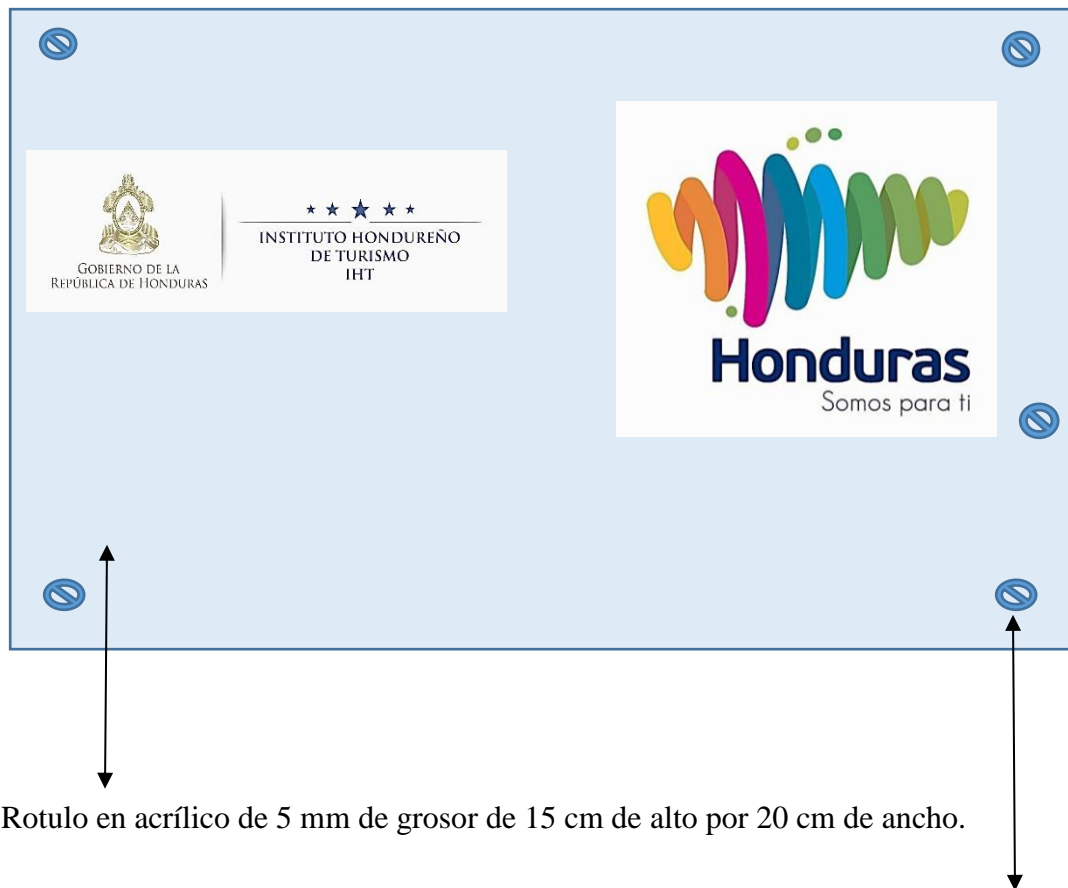 GOBIERNO DE LA
REPÚBLICA DE HONDURAS
INSTITUTO HONDUREÑO
DE TURISMO
IHT
Honduras
Somos para ti
Rotulo en acrílico de 5 mm de grosor de 15 cm de alto por 20 cm de ancho.